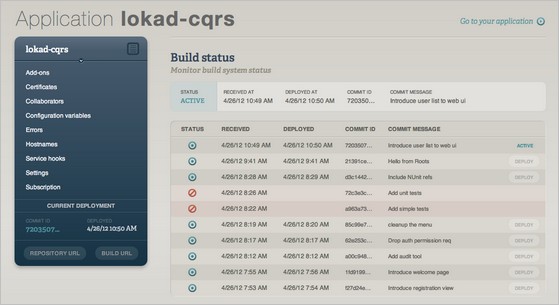 Application lokad-cqrs
Go to your application
lokad-cqrs
Add-ons
Certificates
Collaborators
Configuration variables
Errors
Hostnames
Service hooks
Settings
Subscription
CURRENT DEPLOYMENT
COMMIT ID DEPLOYED
7203507... 4/26/12 10:50 AM
REPOSITORY URL BUILD URL
Build status
Monitor build system status
STATUS RECEIVED AT DEPLOYED AT COMMIT ID COMMIT MESSAGE
ACTIVE 4/26/12 10:49 AM 4/26/12 10:50 AM 720350... Introduce user list to web ui
STATUS RECEIVED DEPLOYED COMMIT ID COMMIT MESSAGE
4/26/12 10:49 AM 4/26/12 10:50 AM 7203507... Introduce user list to web ui ACTIVE
4/26/12 9:41 AM 4/26/12 9:42 AM 21391ca... Hello from Roots DEPLOY
4/26/12 8:28 AM 4/26/12 8:29 AM d3c1442... Include NUnit refs DEPLOY
4/26/12 8:26 AM 72c3e3c... Add unit tests
4/26/12 8:22 AM a963a73... Add simple tests
4/26/12 8:19 AM 4/26/12 8:20 AM 85c99e7... cleanup the menu DEPLOY
4/26/12 8:17 AM 4/26/12 8:17 AM 82a253c... Drop auth permission req DEPLOY
4/26/12 8:12 AM 4/26/12 8:12 AM a00c948... Add audit tool DEPLOY
4/26/12 7:55 AM 4/26/12 7:56 AM 1fd9198... Introduce welcome page DEPLOY
4/26/12 7:53 AM 4/26/12 7:54 AM f27d24e... Introduce registration view DEPLOY